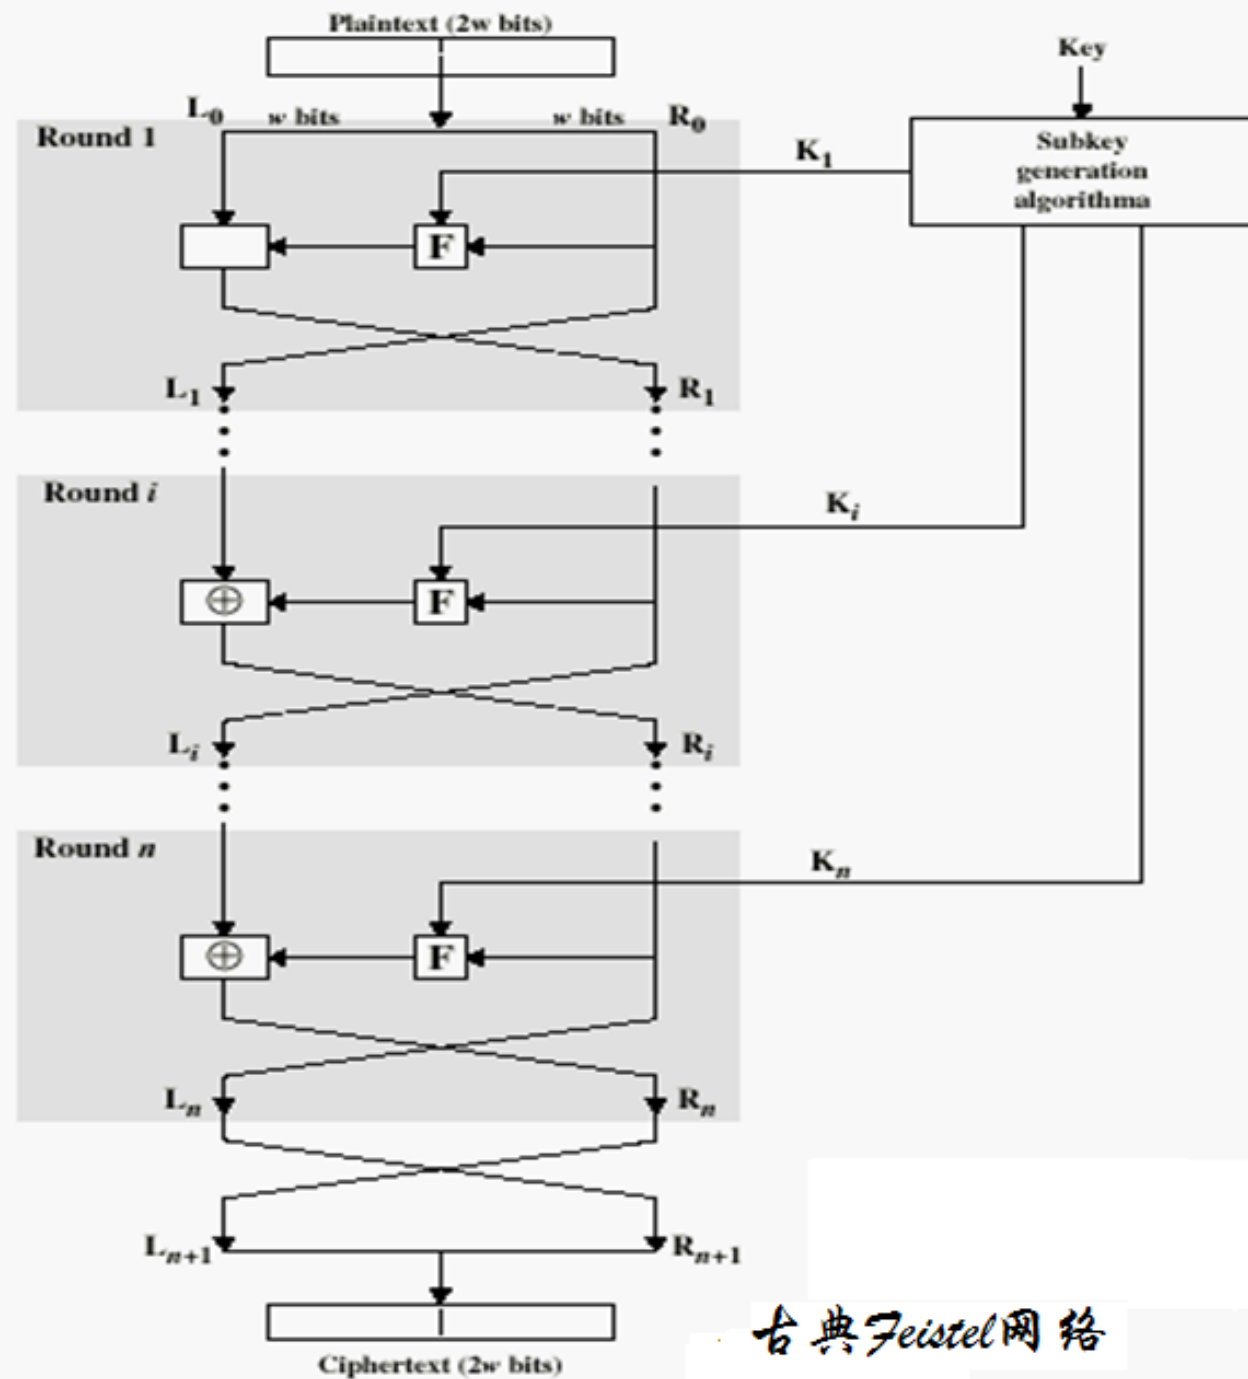 Plaintext (2w bits)
Key
L0 w bits w bits R0
Round 1
K1
Subkey
generation
algorithma
F
L1 R1
Round i
Ki
⊕ F
Li Ri
Round n
Kn
⊕ F
Ln Rn
Ln+1 Rn+1
古典Feistel网络
Ciphertext (2w bits)